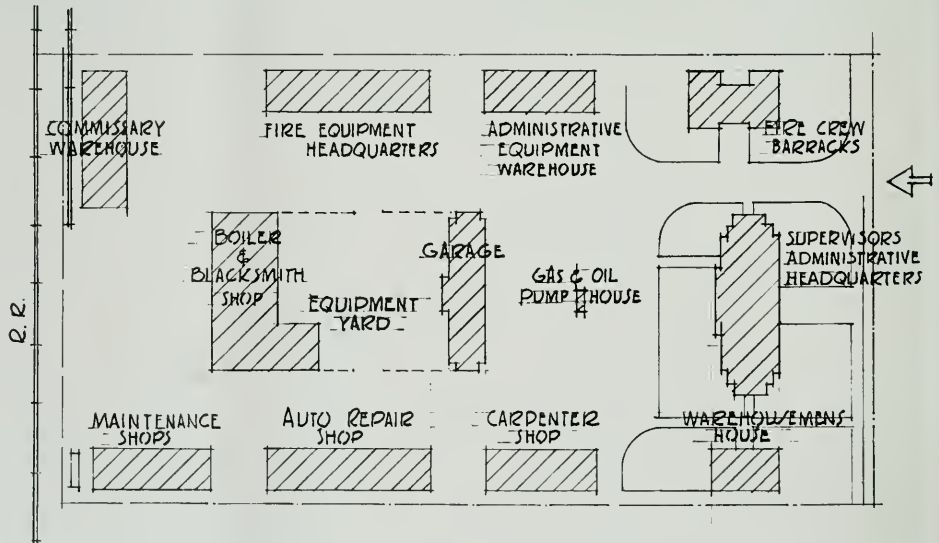 COMMISSARY
WAREHOUSE
FIRE EQUIPMENT
HEADQUARTERS
ADMINISTRATIVE
EQUIPMENT
WAREHOUSE
FIRE CREW
BARRACKS
BOILER
&
BLACKSMITH
SHOP
EQUIPMENT
YARD
GARAGE
GAS & OIL
PUMP HOUSE
SUPERVISORS
ADMINISTRATIVE
HEADQUARTERS
R. R.
MAINTENANCE
SHOPS
AUTO REPAIR
SHOP
CARPENTER
SHOP
WAREHOUSEMENS
HOUSE